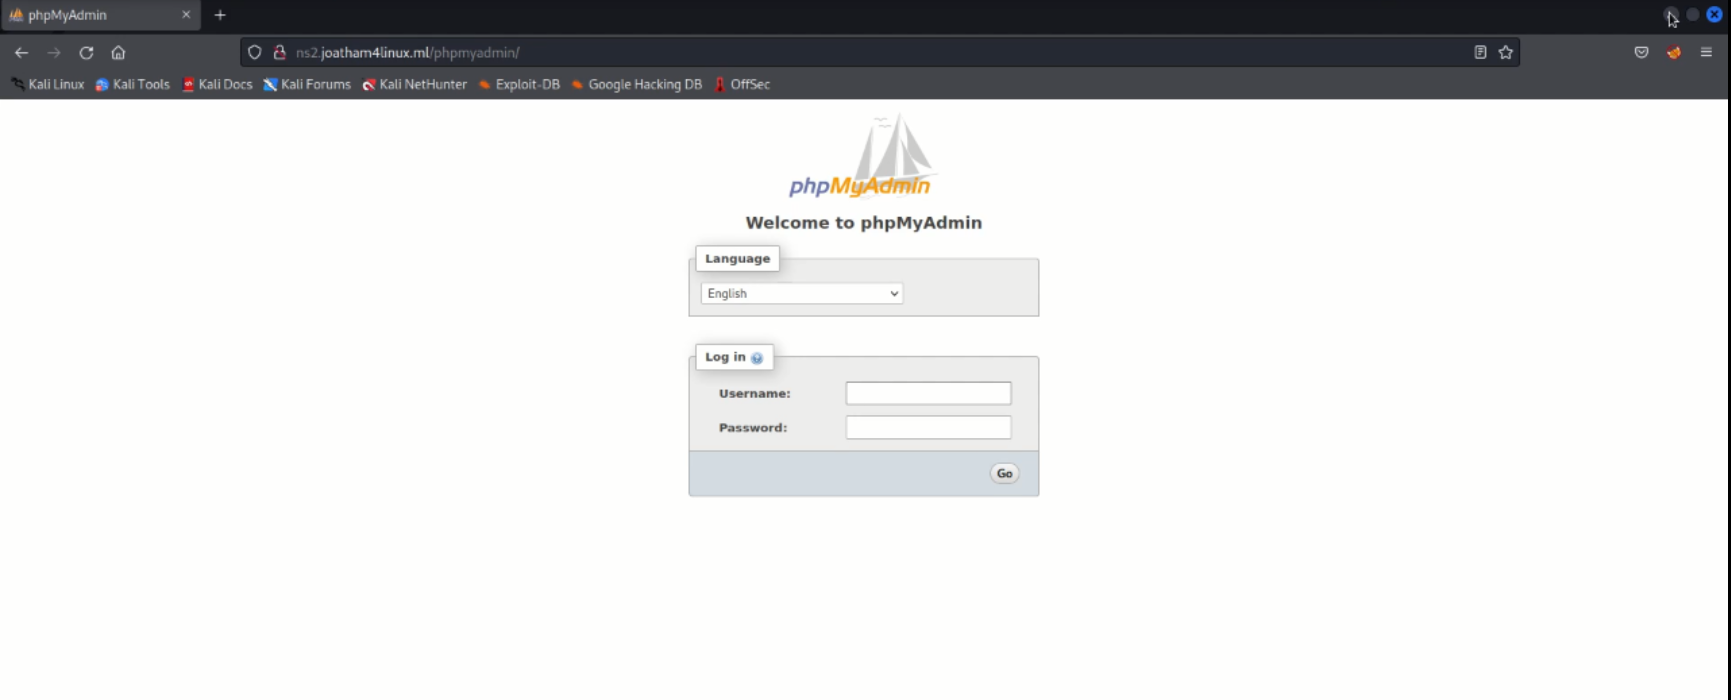 phpMyAdmin
ns2.joatham4linux.ml/phpmyadmin/
Kali Linux Kali Tools Kali Docs Kali Forums Kali NetHunter Exploit-DB Google Hacking DB OffSec
phpMyAdmin
Welcome to phpMyAdmin
Language
English
Log in
Username:
Password:
Go